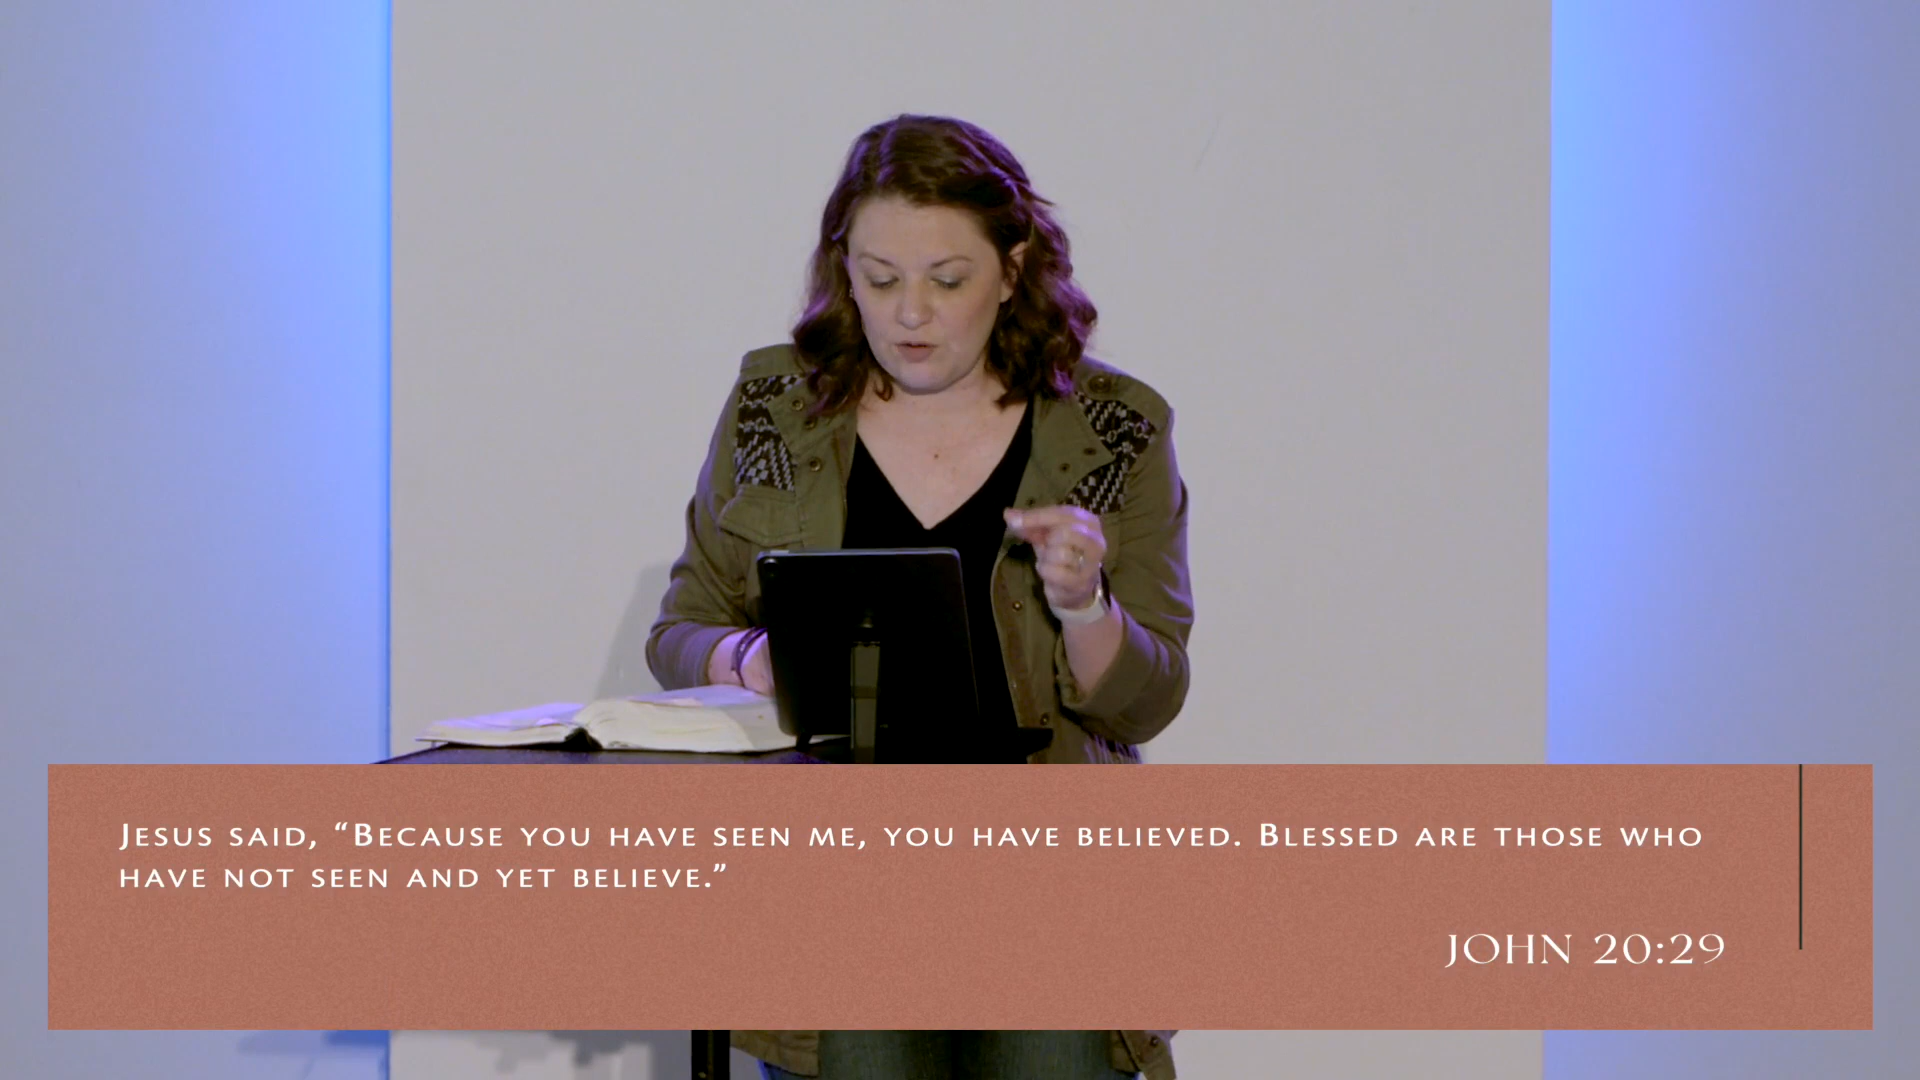 Jesus said, “Because you have seen me, you have believed. Blessed are those who
have not seen and yet believe.”
JOHN 20:29